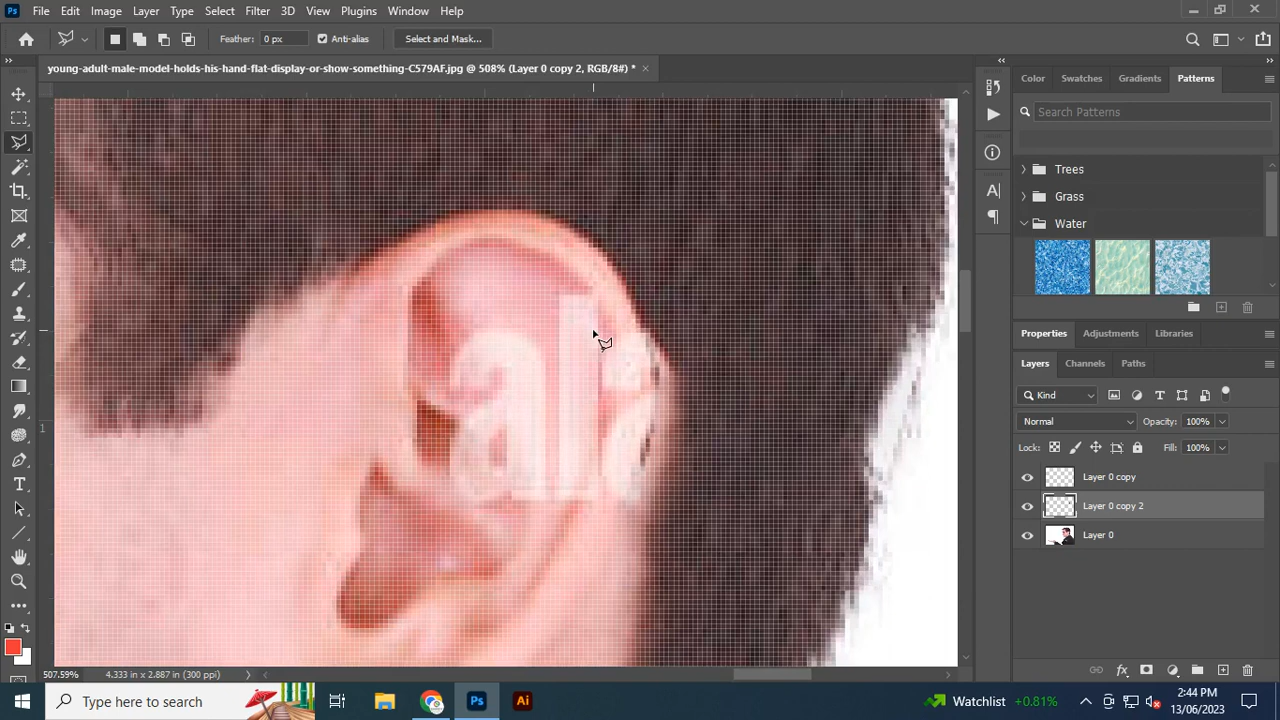 File Edit Image Layer Type Select Filter 3D View Plugins Window Help
Feather: 0 px Anti-alias Select and Mask...
young-adult-male-model-holds-his-hand-flat-display-or-show-something-C579AF.jpg @ 508% (Layer 0 copy 2, RGB/8#) *
Color Swatches Gradients Patterns
Search Patterns
Trees
Grass
Water
Properties Adjustments Libraries
Layers Channels Paths
Kind
Normal Opacity: 100%
Lock: Fill: 100%
Layer 0 copy
Layer 0 copy 2
Layer 0
1
507.59% 4.333 in x 2.887 in (300 ppi)
Type here to search
Watchlist +0.81%
2:44 PM
13/06/2023